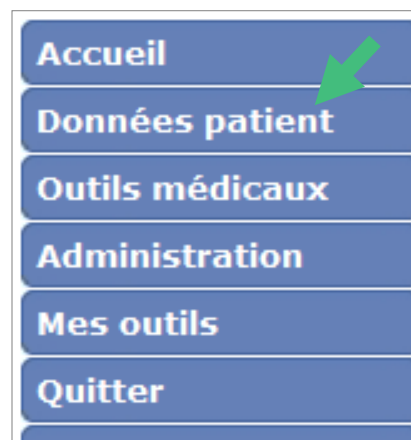 Accueil
Données patient
Outils médicaux
Administration
Mes outils
Quitter